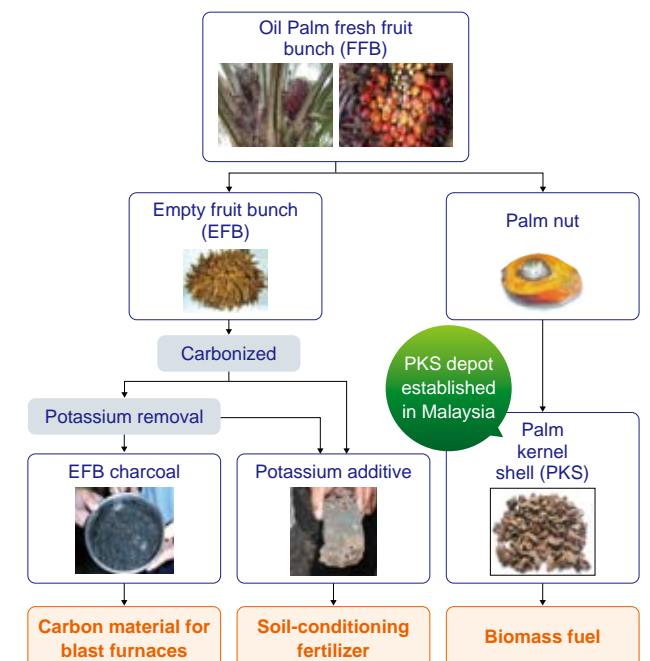 Oil Palm fresh fruit
bunch (FFB)
Empty fruit bunch
(EFB)
Palm nut
Carbonized
PKS depot
established
in Malaysia
Potassium removal
EFB charcoal
Potassium additive
Palm
kernel
shell (PKS)
Carbon material for
blast furnaces
Soil-conditioning
fertilizer
Biomass fuel